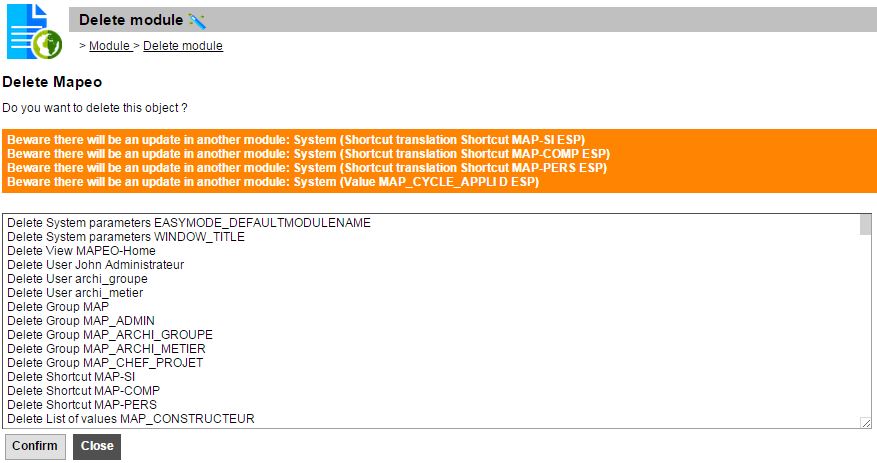 Delete module
> Module > Delete module
Delete Mapeo
Do you want to delete this object ?
Beware there will be an update in another module: System (Shortcut translation Shortcut MAP-SI ESP)
Beware there will be an update in another module: System (Shortcut translation Shortcut MAP-COMP ESP)
Beware there will be an update in another module: System (Shortcut translation Shortcut MAP-PERS ESP)
Beware there will be an update in another module: System (Value MAP_CYCLE_APPLI D ESP)
Delete System parameters EASYMODE_DEFAULTMODULENAME
Delete System parameters WINDOW_TITLE
Delete View MAPEO-Home
Delete User John Administrateur
Delete User archi_groupe
Delete User archi_metier
Delete Group MAP
Delete Group MAP_ADMIN
Delete Group MAP_ARCHI_GROUPE
Delete Group MAP_ARCHI_METIER
Delete Group MAP_CHEF_PROJET
Delete Shortcut MAP-SI
Delete Shortcut MAP-COMP
Delete Shortcut MAP-PERS
Delete List of values MAP_CONSTRUCTEUR
Confirm Close